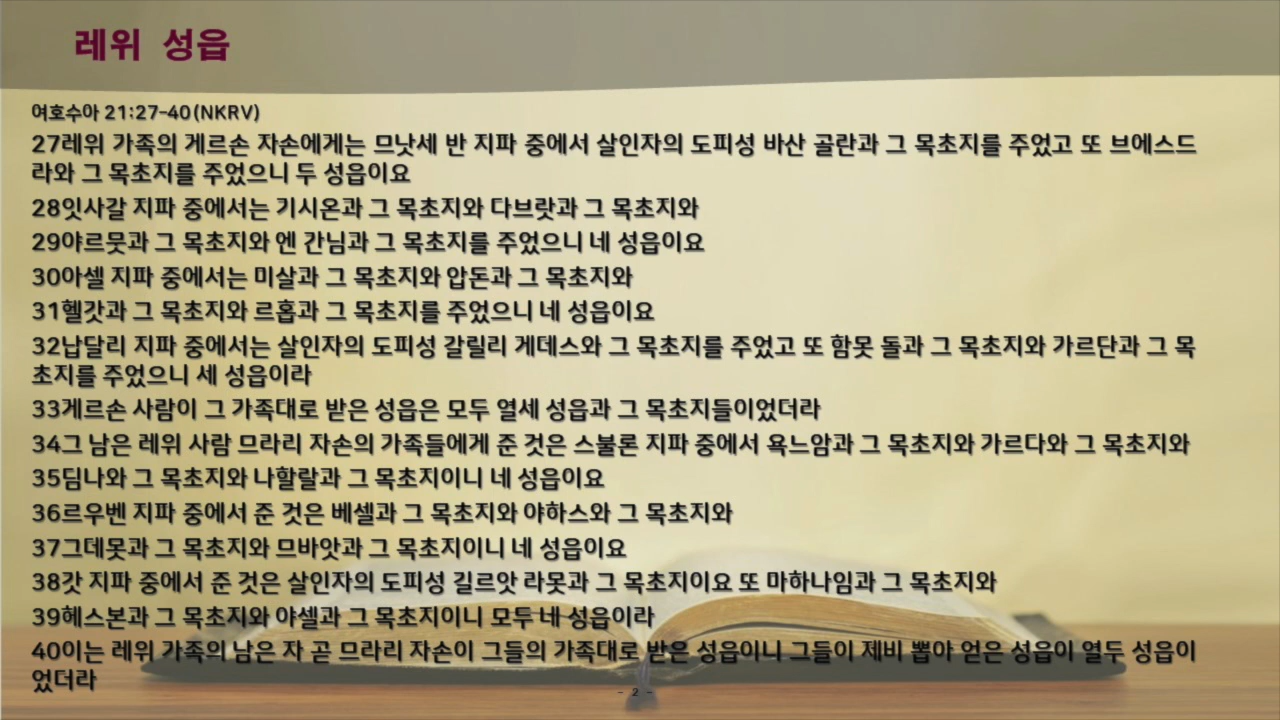 레위 성읍
여호수아 21:27-40(NKRV)
27레위 가족의 게르손 자손에게는 므낫세 반 지파 중에서 살인자의 도피성 바산 골란과 그 목초지를 주었고 또 브에스드
라와 그 목초지를 주었으니 두 성읍이요
28잇사갈 지파 중에서는 기시온과 그 목초지와 다브랏과 그 목초지와
29야르뭇과 그 목초지와 엔 간님과 그 목초지를 주었으니 네 성읍이요
30아셀 지파 중에서는 미살과 그 목초지와 압돈과 그 목초지와
31헬갓과 그 목초지와 르홉과 그 목초지를 주었으니 네 성읍이요
32납달리 지파 중에서는 살인자의 도피성 갈릴리 게데스와 그 목초지를 주었고 또 함못 돌과 그 목초지와 가르단과 그 목
초지를 주었으니 세 성읍이라
33게르손 사람이 그 가족대로 받은 성읍은 모두 열세 성읍과 그 목초지들이었더라
34그 남은 레위 사람 므라리 자손의 가족들에게 준 것은 스불론 지파 중에서 욕느암과 그 목초지와 가르다와 그 목초지와
35딤나와 그 목초지와 나할랄과 그 목초지이니 네 성읍이요
36르우벤 지파 중에서 준 것은 베셀과 그 목초지와 야하스와 그 목초지와
37그데못과 그 목초지와 므바앗과 그 목초지이니 네 성읍이요
38갓 지파 중에서 준 것은 살인자의 도피성 길르앗 라못과 그 목초지이요 또 마하나임과 그 목초지와
39헤스본과 그 목초지와 야셀과 그 목초지이니 모두 네 성읍이라
40이는 레위 가족의 남은 자 곧 므라리 자손이 그들의 가족대로 받은 성읍이니 그들이 제비 뽑아 얻은 성읍이 열두 성읍이
었더라
- 2 -